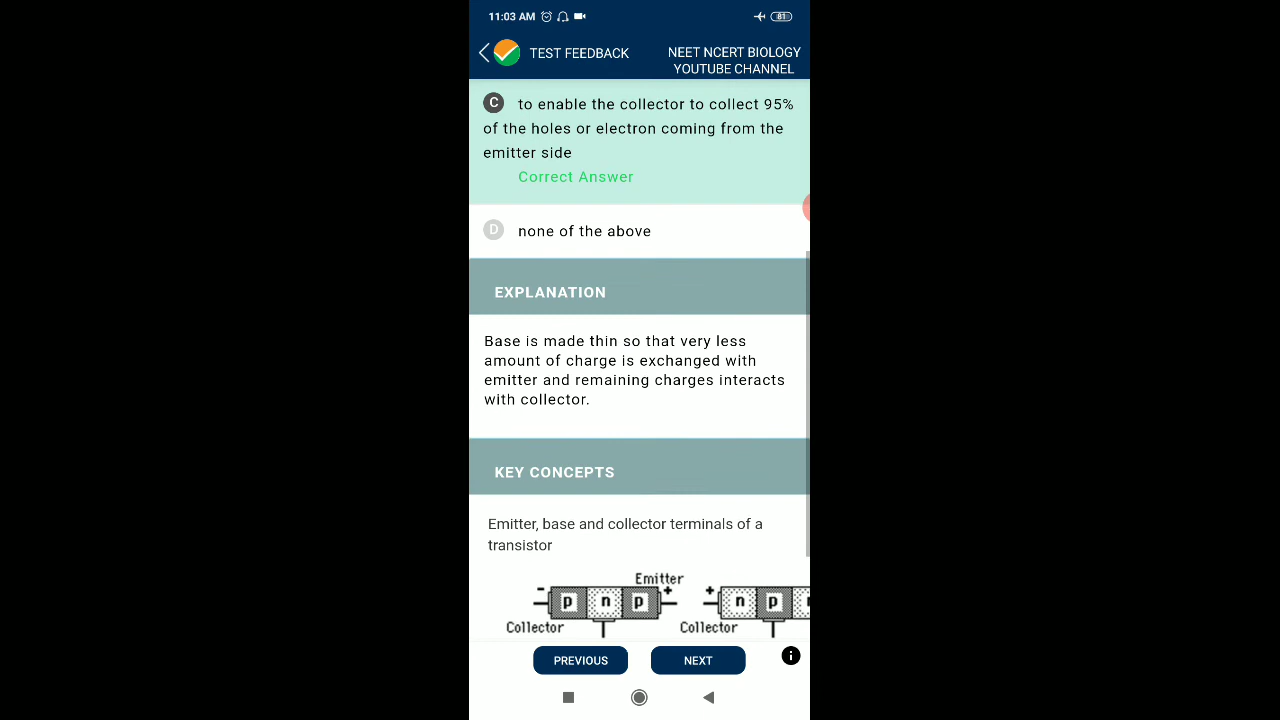 11:03 AM
81
TEST FEEDBACK
NEET NCERT BIOLOGY
YOUTUBE CHANNEL
C to enable the collector to collect 95%
of the holes or electron coming from the
emitter side
Correct Answer
D none of the above
EXPLANATION
Base is made thin so that very less
amount of charge is exchanged with
emitter and remaining charges interacts
with collector.
KEY CONCEPTS
Emitter, base and collector terminals of a
transistor
Emitter
- p n p + + n p
Collector Collector
PREVIOUS NEXT